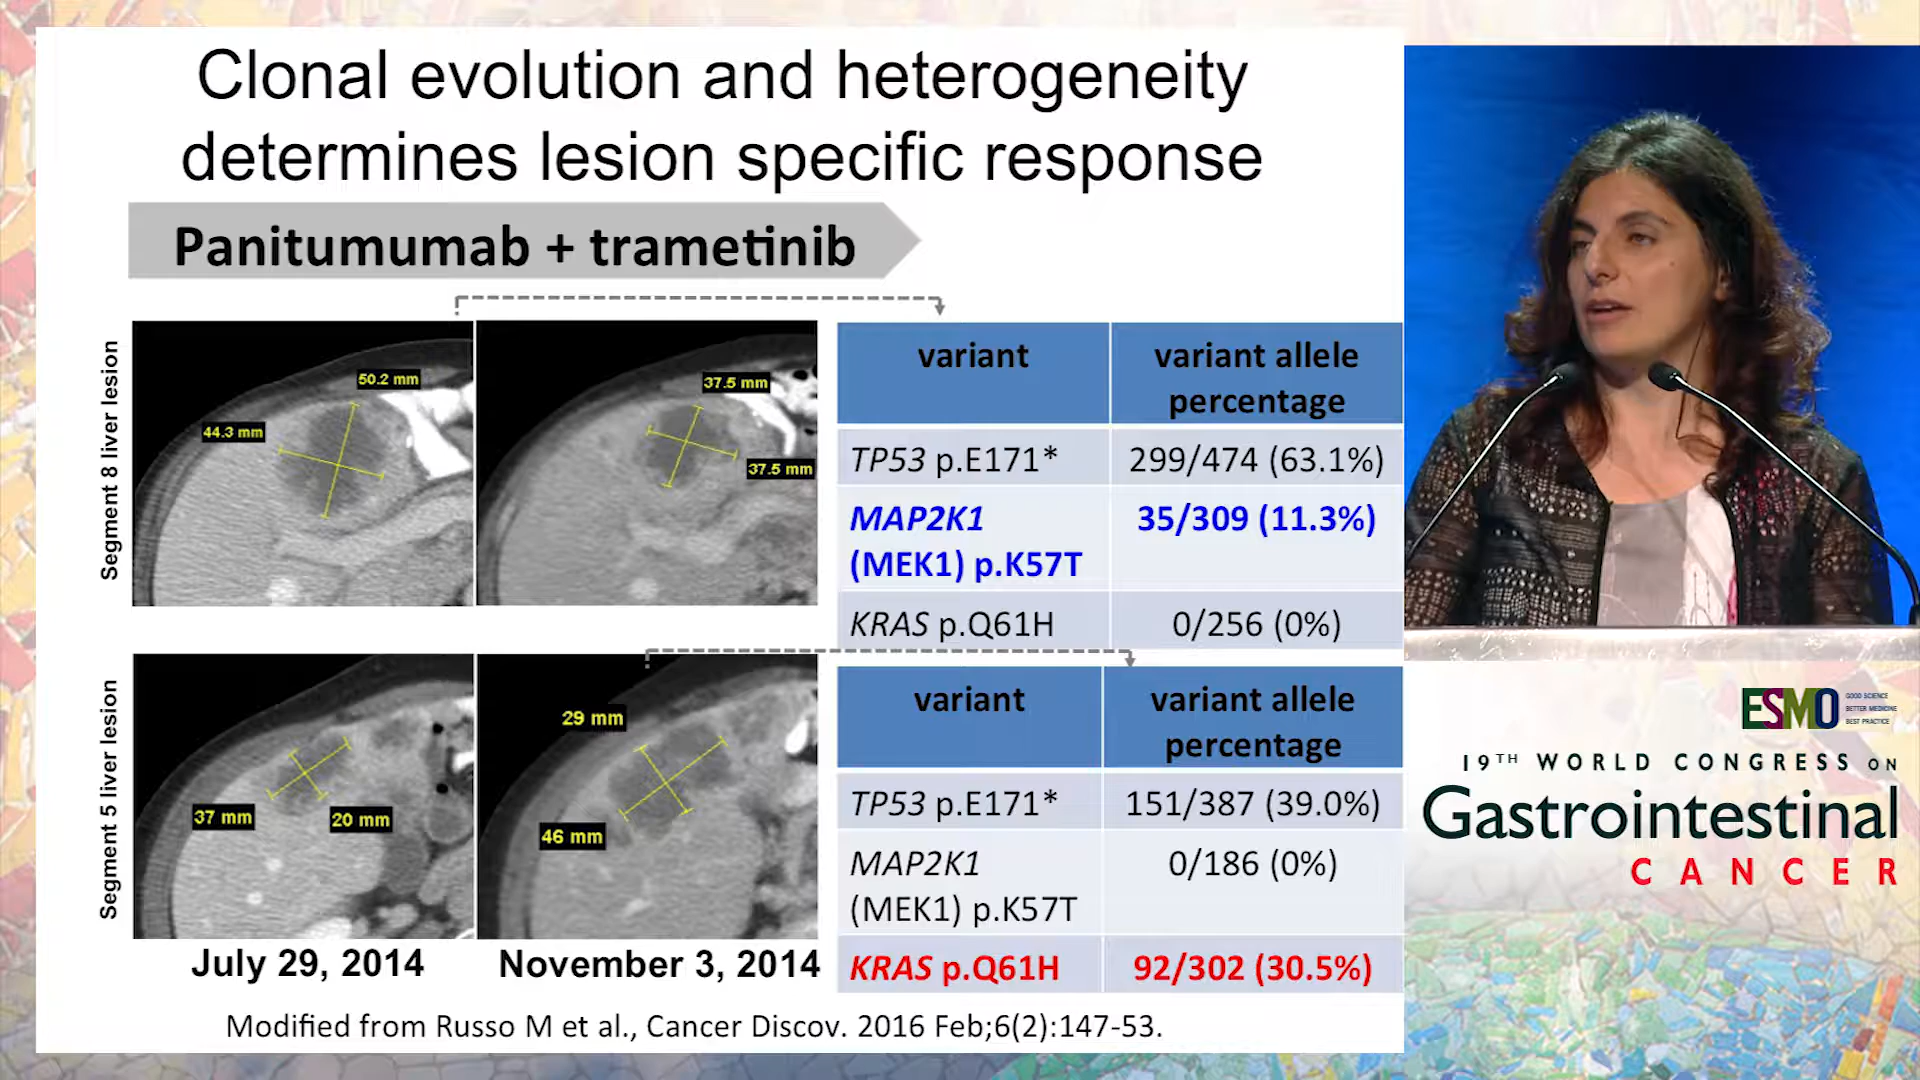 Clonal evolution and heterogeneity
determines lesion specific response
Panitumumab + trametinib
Segment 8 liver lesion
50.2 mm
44.3 mm
37.5 mm
37.5 mm
variant
variant allele
percentage
TP53 p.E171*
299/474 (63.1%)
MAP2K1
(MEK1) p.K57T
35/309 (11.3%)
KRAS p.Q61H
0/256 (0%)
Segment 5 liver lesion
37 mm
20 mm
29 mm
46 mm
variant
variant allele
percentage
TP53 p.E171*
151/387 (39.0%)
MAP2K1
(MEK1) p.K57T
0/186 (0%)
KRAS p.Q61H
92/302 (30.5%)
July 29, 2014
November 3, 2014
Modified from Russo M et al., Cancer Discov. 2016 Feb;6(2):147-53.
ESMO
GOOD SCIENCE
BETTER MEDICINE
BEST PRACTICE
19TH WORLD CONGRESS ON
Gastrointestinal
CANCER